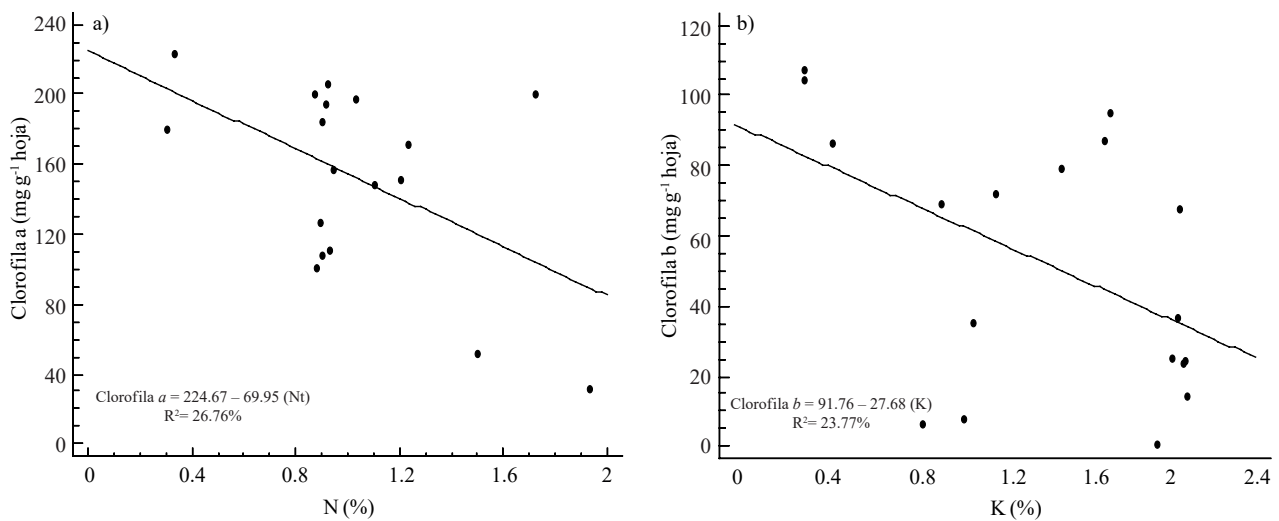 a)
240
200
160
120
80
40
0
Clorofila a (mg g⁻¹ hoja)
Clorofila a = 224.67 – 69.95 (Nt)
R²= 26.76%
0 0.4 0.8 1.2 1.6 2
N (%)
b)
120
100
80
60
40
20
0
Clorofila b (mg g⁻¹ hoja)
Clorofila b = 91.76 – 27.68 (K)
R²= 23.77%
0 0.4 0.8 1.2 1.6 2 2.4
K (%)